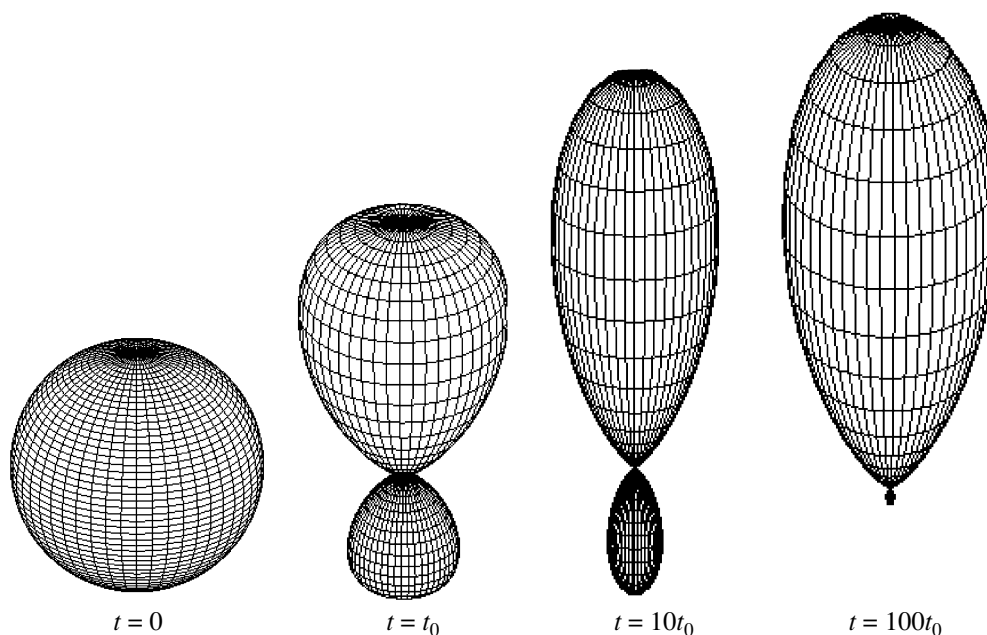 t = 0
t = t₀
t = 10t₀
t = 100t₀